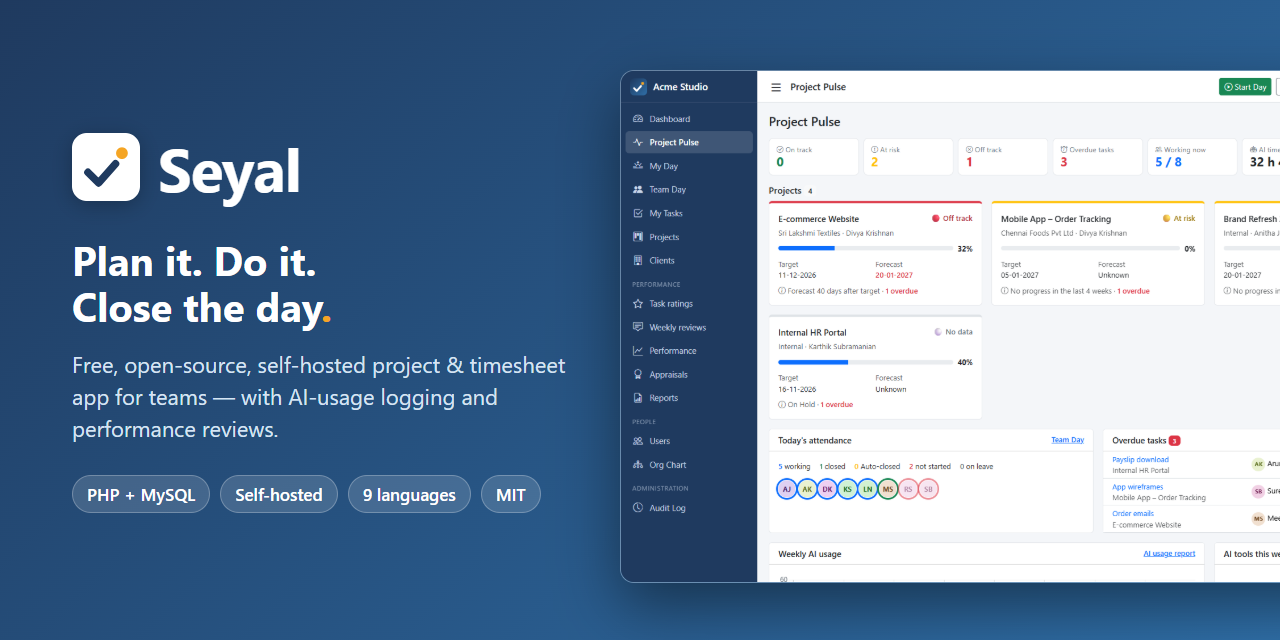 Seyal
Plan it. Do it.
Close the day.
Free, open-source, self-hosted project & timesheet
app for teams — with AI-usage logging and
performance reviews.
PHP + MySQL
Self-hosted
9 languages
MIT
Acme Studio
Dashboard
Project Pulse
My Day
Team Day
My Tasks
Projects
Clients
PERFORMANCE
Task ratings
Weekly reviews
Performance
Appraisals
Reports
PEOPLE
Users
Org Chart
ADMINISTRATION
Audit Log
Project Pulse
Start Day
Project Pulse
On track
0
At risk
2
Off track
1
Overdue tasks
3
Working now
5 / 8
AI time
32 h
Projects 4
E-commerce Website
Off track
Sri Lakshmi Textiles · Divya Krishnan
32%
Target
Forecast
11-12-2026
20-01-2027
Forecast 40 days after target · 1 overdue
Mobile App – Order Tracking
At risk
Chennai Foods Pvt Ltd · Divya Krishnan
0%
Target
Forecast
05-01-2027
Unknown
No progress in the last 4 weeks · 1 overdue
Brand Refresh
Internal · Anitha
Target
20-01-2027
No progress in
Internal HR Portal
No data
Internal · Karthik Subramanian
40%
Target
Forecast
16-11-2026
Unknown
On Hold · 1 overdue
Today's attendance
Team Day
5 working 1 closed 0 Auto-closed 2 not started 0 on leave
AJ AK DK KS LN MS RS SB
Overdue tasks 3
Payslip download
Internal HR Portal
AK
App wireframes
Mobile App – Order Tracking
SB
Order emails
E-commerce Website
MS
Weekly AI usage
AI usage report
60
AI tools this